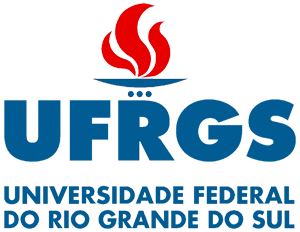 UFRGS
UNIVERSIDADE FEDERAL
DO RIO GRANDE DO SUL